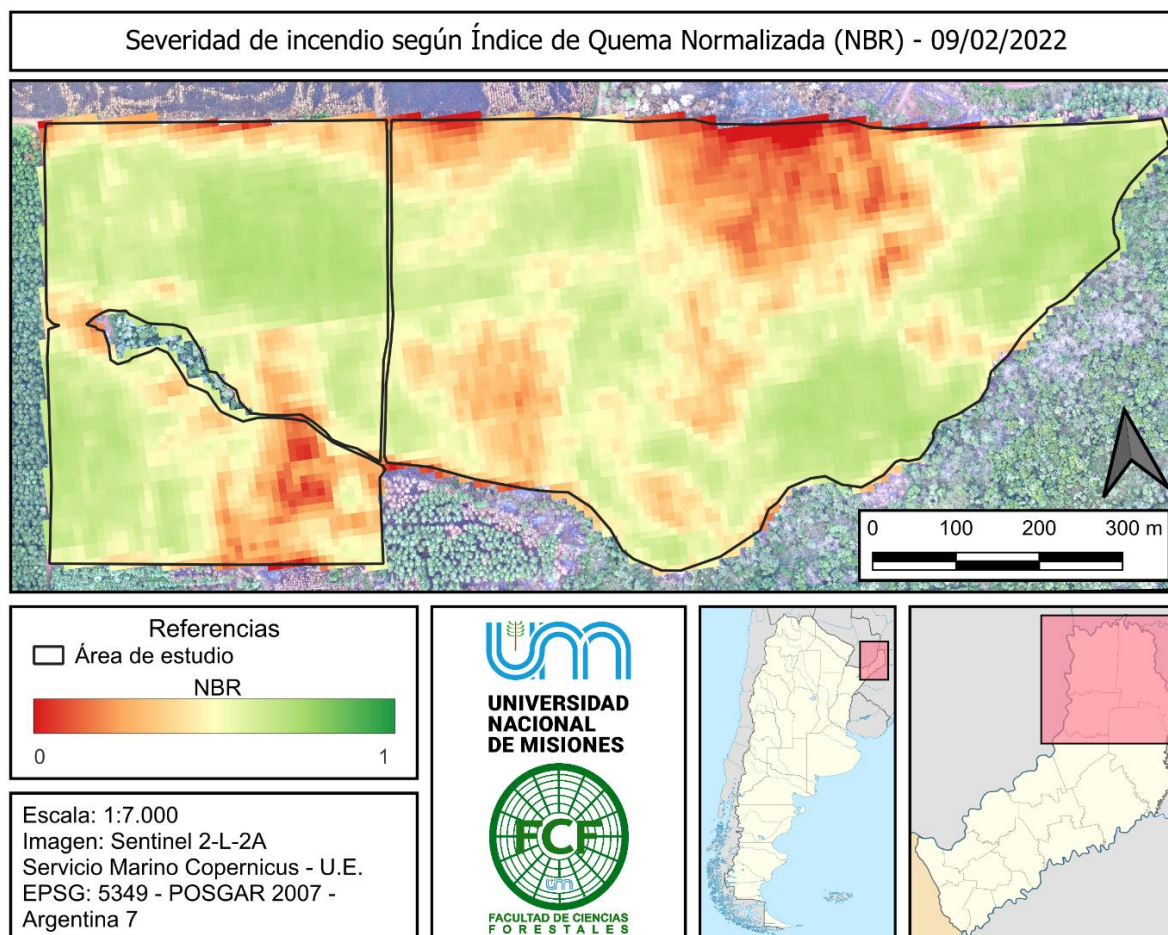 Severidad de incendio según Índice de Quema Normalizada (NBR) - 09/02/2022
0 100 200 300 m
Referencias
Área de estudio
NBR
0 1
Escala: 1:7.000
Imagen: Sentinel 2-L-2A
Servicio Marino Copernicus - U.E.
EPSG: 5349 - POSGAR 2007 -
Argentina 7
um
UNIVERSIDAD
NACIONAL
DE MISIONES
FCF
um
FACULTAD DE CIENCIAS
FORESTALES